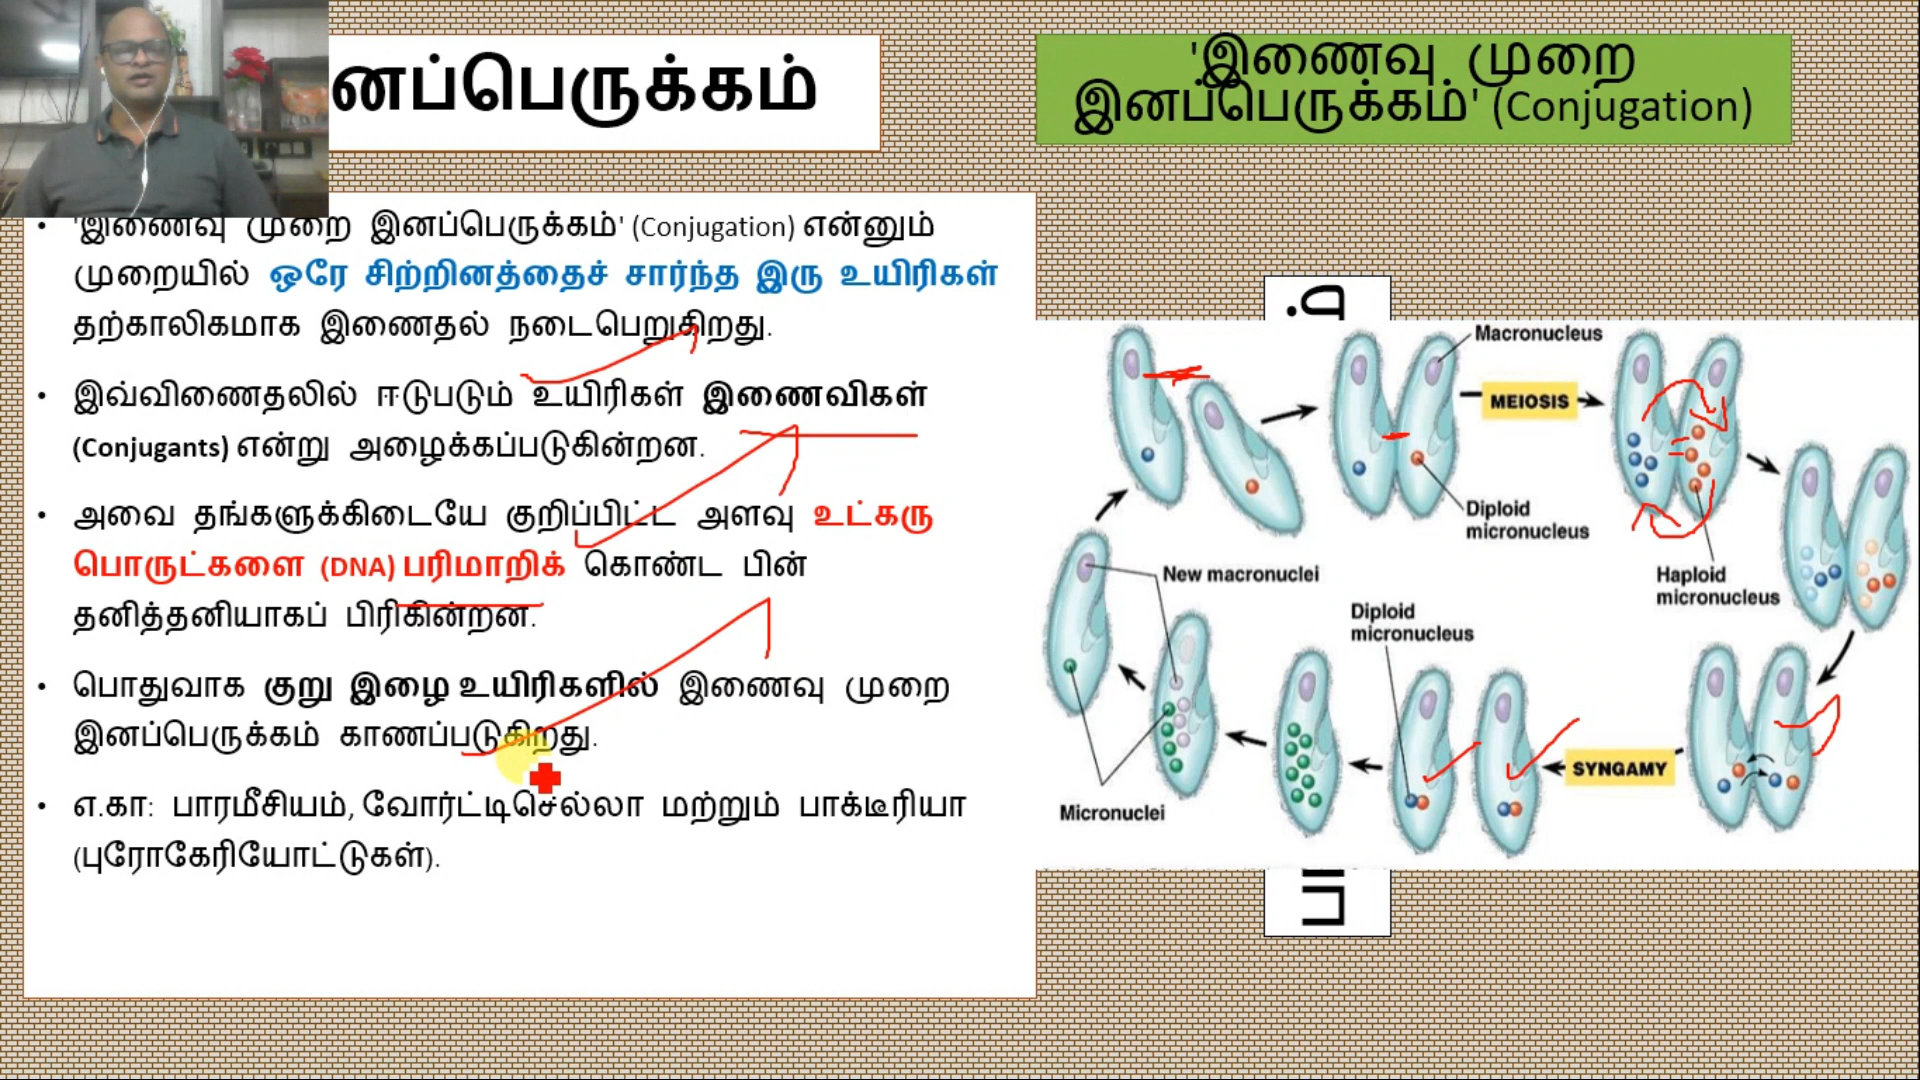 னப்பெருக்கம்
'இணைவு முறை
இனப்பெருக்கம்' (Conjugation)
• 'இணைவு முறை இனப்பெருக்கம்' (Conjugation) என்னும்
முறையில் ஒரே சிற்றினத்தைச் சார்ந்த இரு உயிரிகள்
தற்காலிகமாக இணைதல் நடைபெறுகிறது.
• இவ்விணைதலில் ஈடுபடும் உயிரிகள் இணைவிகள்
(Conjugants) என்று அழைக்கப்படுகின்றன.
• அவை தங்களுக்கிடையே குறிப்பிட்ட அளவு உட்கரு
பொருட்களை (DNA) பரிமாறிக் கொண்ட பின்
தனித்தனியாகப் பிரிகின்றன.
• பொதுவாக குறு இழை உயிரிகளில் இணைவு முறை
இனப்பெருக்கம் காணப்படுகிறது.
• எ.கா: பாரமீசியம், வோர்ட்டிசெல்லா மற்றும் பாக்டீரியா
(புரோகேரியோட்டுகள்).
Macronucleus
MEIOSIS
Diploid
micronucleus
Haploid
micronucleus
New macronuclei
Diploid
micronucleus
SYNGAMY
Micronuclei